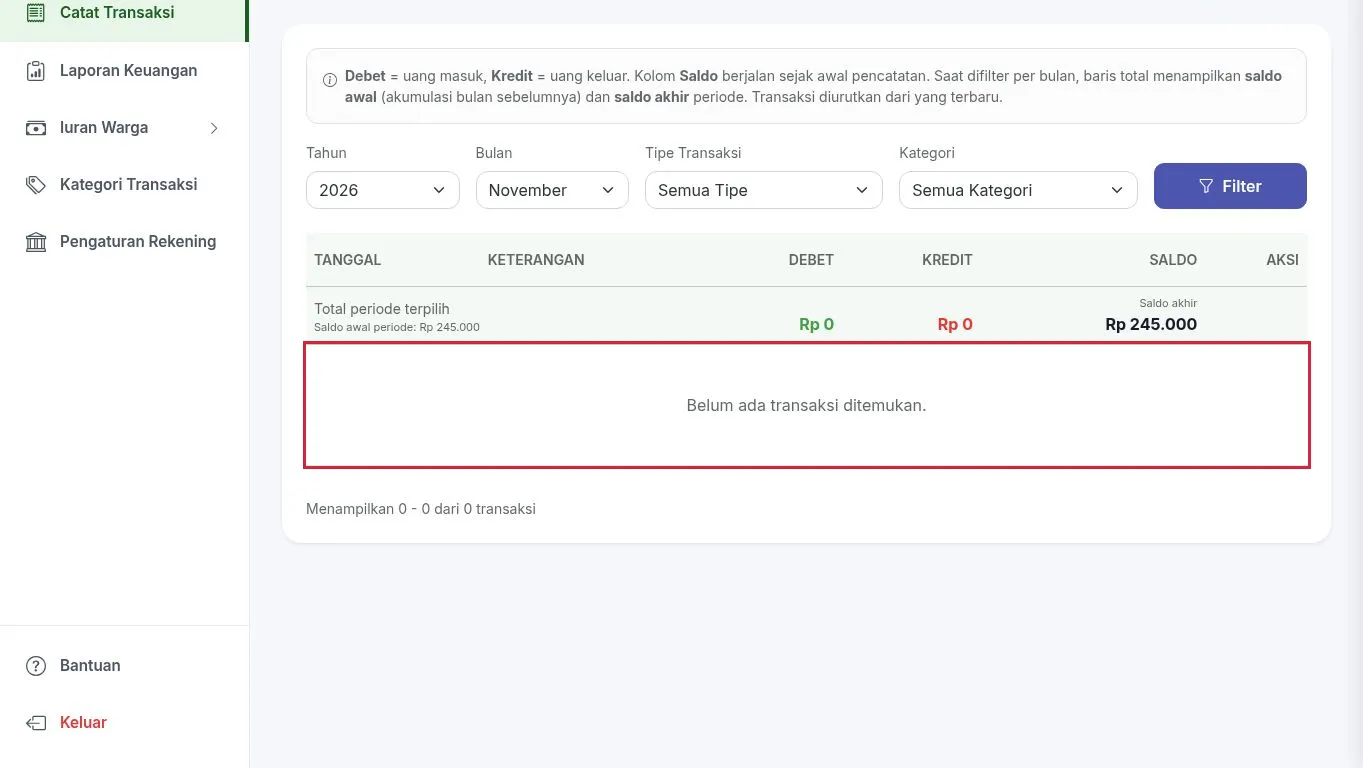 Catat Transaksi
Laporan Keuangan
Iuran Warga
Kategori Transaksi
Pengaturan Rekening
Bantuan
Keluar
Debet = uang masuk, Kredit = uang keluar. Kolom Saldo berjalan sejak awal pencatatan. Saat difilter per bulan, baris total menampilkan saldo
awal (akumulasi bulan sebelumnya) dan saldo akhir periode. Transaksi diurutkan dari yang terbaru.
Tahun Bulan Tipe Transaksi Kategori
2026 November Semua Tipe Semua Kategori Filter
TANGGAL KETERANGAN DEBET KREDIT SALDO AKSI
Total periode terpilih Saldo akhir
Saldo awal periode: Rp 245.000 Rp 0 Rp 0 Rp 245.000
Belum ada transaksi ditemukan.
Menampilkan 0 - 0 dari 0 transaksi